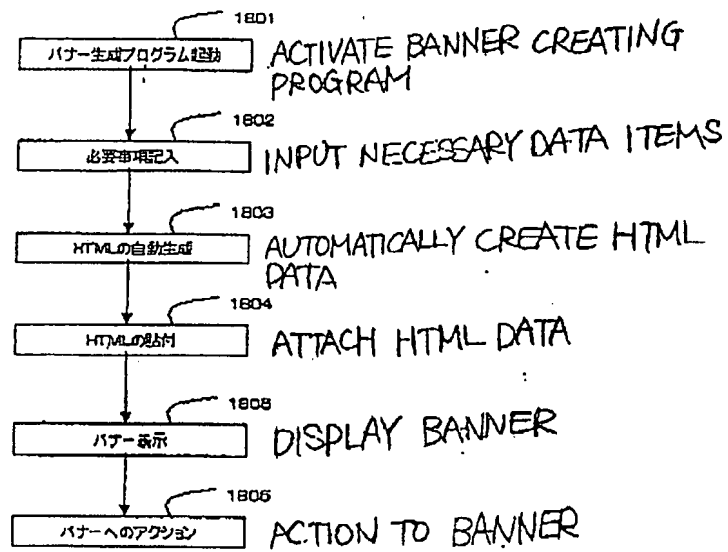 1801
バナー生成プログラム起動
ACTIVATE BANNER CREATING
PROGRAM
1802
必要事項記入
INPUT NECESSARY DATA ITEMS
1803
HTMLの自動生成
AUTOMATICALLY CREATE HTML
DATA
1804
HTMLの貼付
ATTACH HTML DATA
1805
バナー表示
DISPLAY BANNER
1806
バナーへのアクション
ACTION TO BANNER